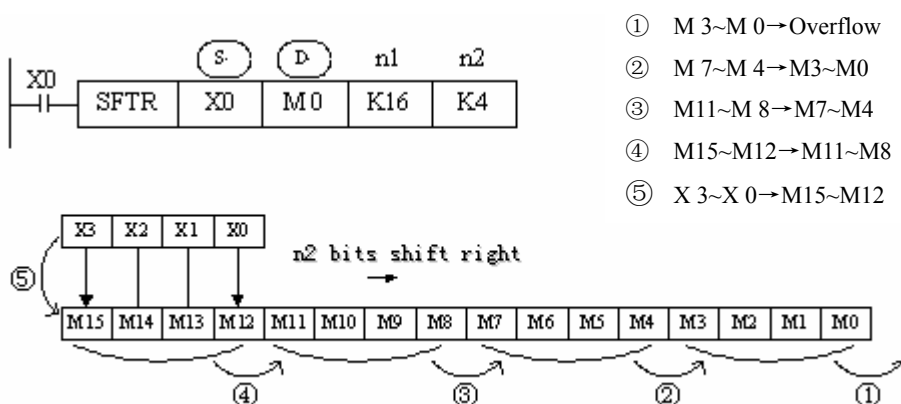 ① M 3~M 0→Overflow
S· D· n1 n2
② M 7~M 4→M3~M0
X0
SFTR X0 M0 K16 K4
③ M11~M 8→M7~M4
④ M15~M12→M11~M8
⑤ X 3~X 0→M15~M12
X3 X2 X1 X0
n2 bits shift right
⑤
M15 M14 M13 M12 M11 M10 M9 M8 M7 M6 M5 M4 M3 M2 M1 M0
④ ③ ② ①